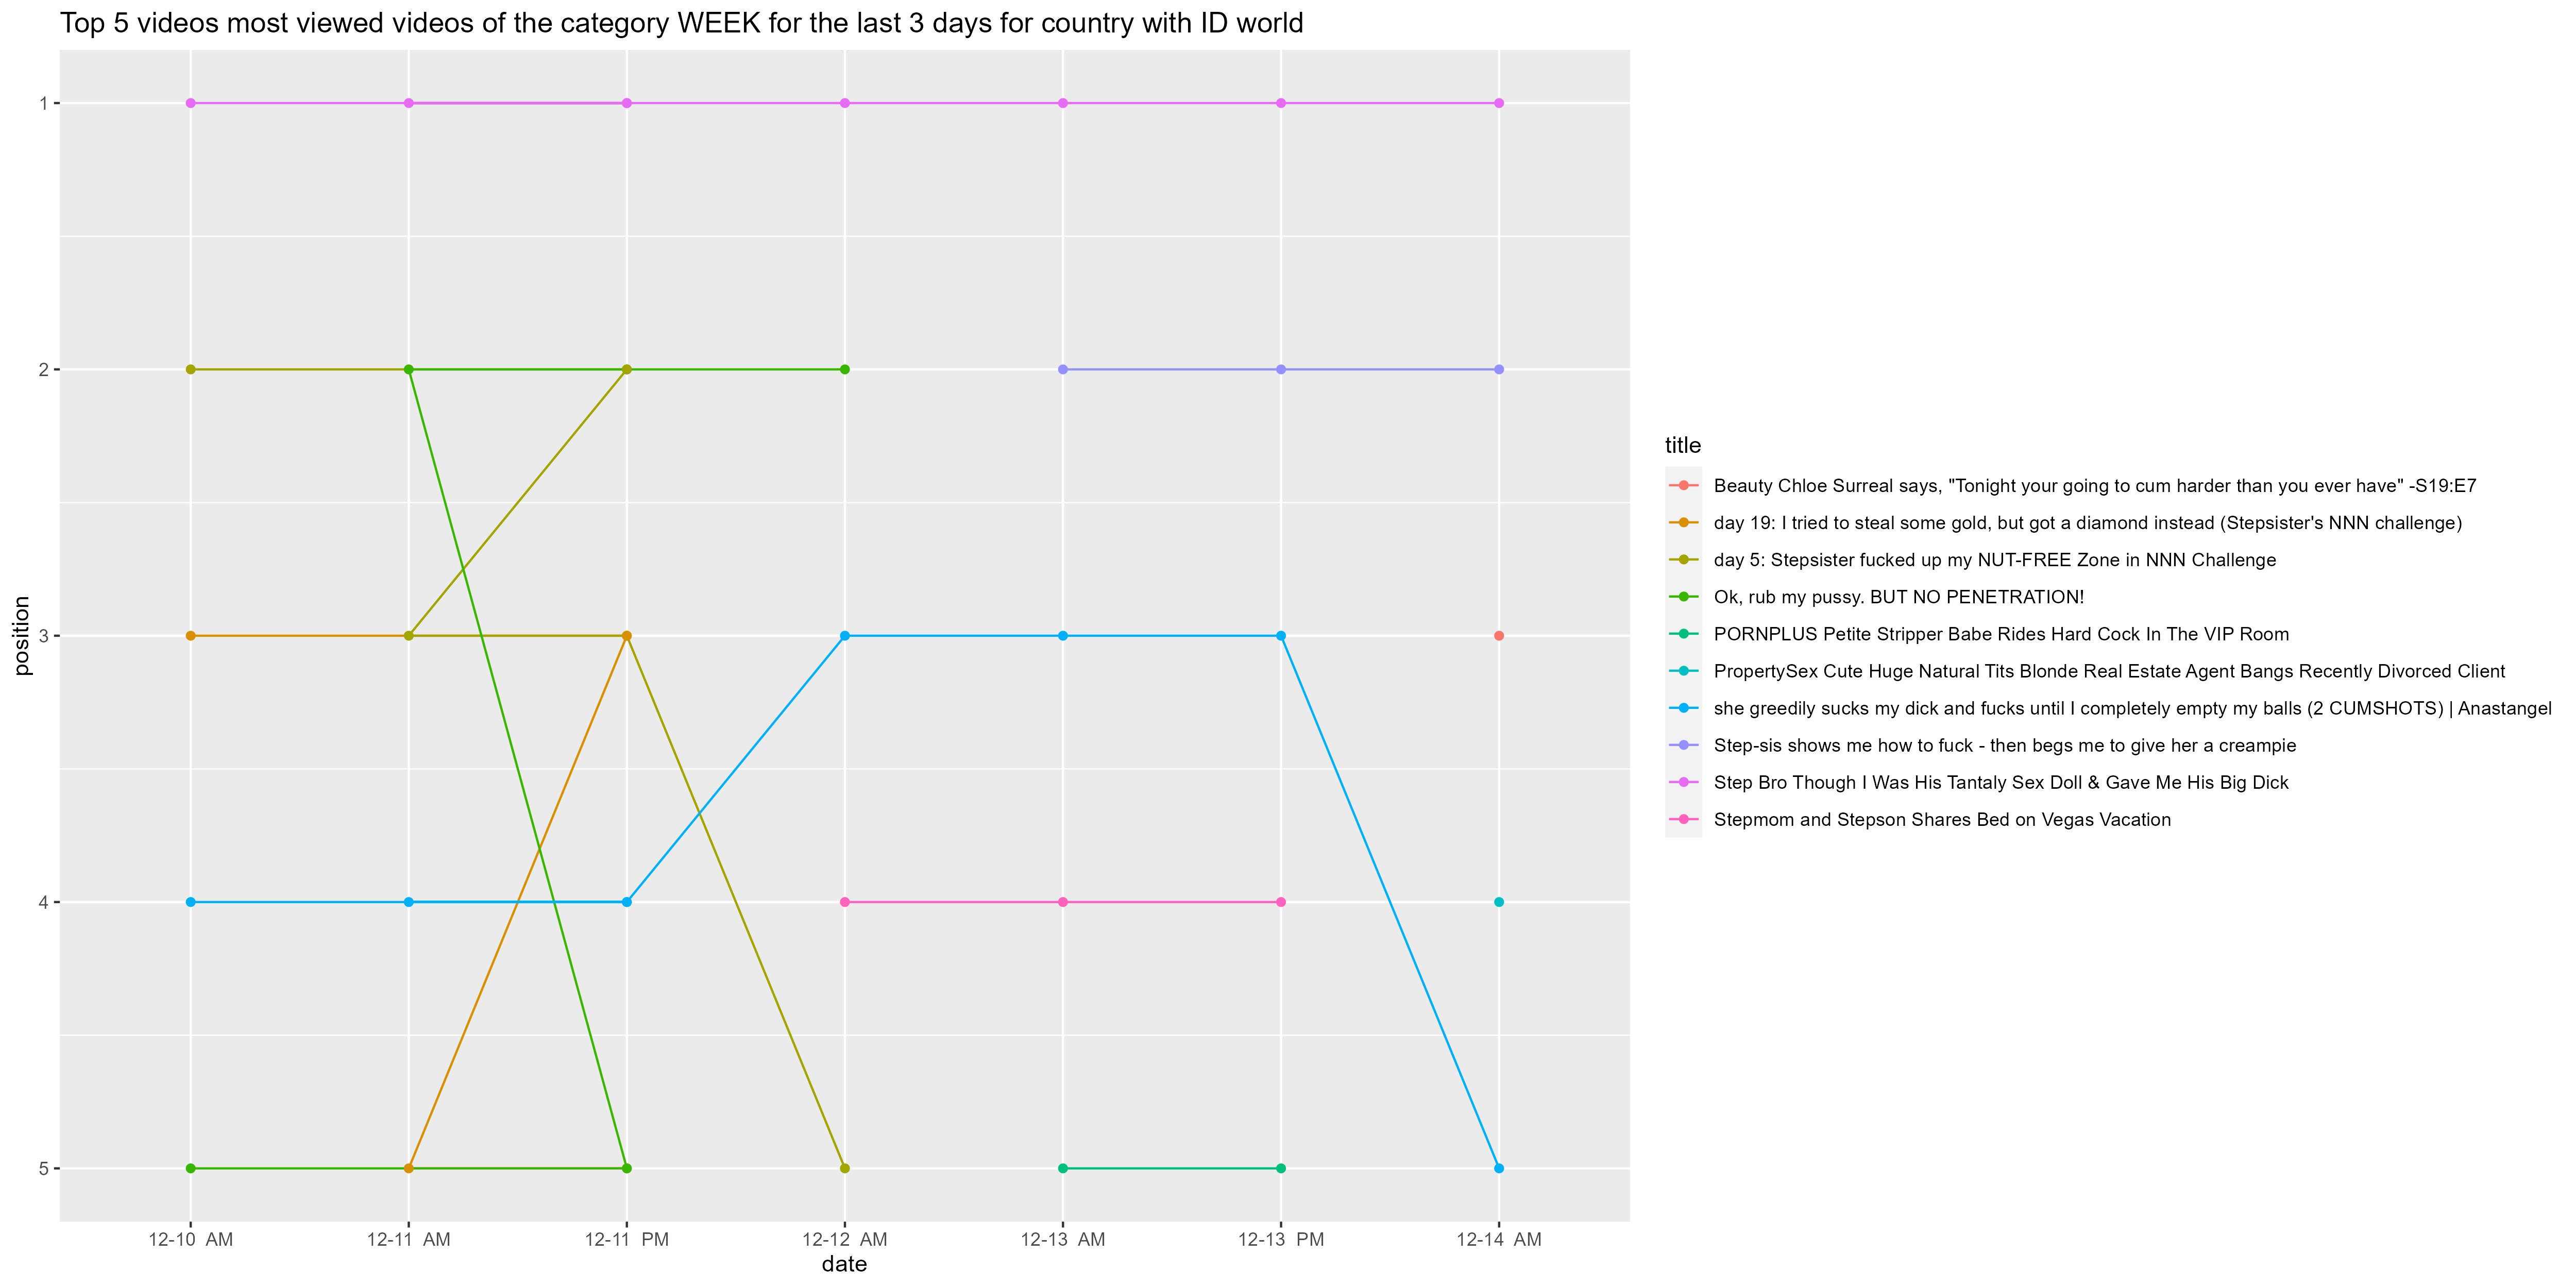 Top 5 videos most viewed videos of the category WEEK for the last 3 days for country with ID world
1
2
3
4
5
position
12-10 AM
12-11 AM
12-11 PM
12-12 AM
12-13 AM
12-13 PM
12-14 AM
date
title
Beauty Chloe Surreal says, "Tonight your going to cum harder than you ever have" -S19:E7
day 19: I tried to steal some gold, but got a diamond instead (Stepsister's NNN challenge)
day 5: Stepsister fucked up my NUT-FREE Zone in NNN Challenge
Ok, rub my pussy. BUT NO PENETRATION!
PORNPLUS Petite Stripper Babe Rides Hard Cock In The VIP Room
PropertySex Cute Huge Natural Tits Blonde Real Estate Agent Bangs Recently Divorced Client
she greedily sucks my dick and fucks until I completely empty my balls (2 CUMSHOTS) | Anastangel
Step-sis shows me how to fuck - then begs me to give her a creampie
Step Bro Though I Was His Tantaly Sex Doll & Gave Me His Big Dick
Stepmom and Stepson Shares Bed on Vegas Vacation